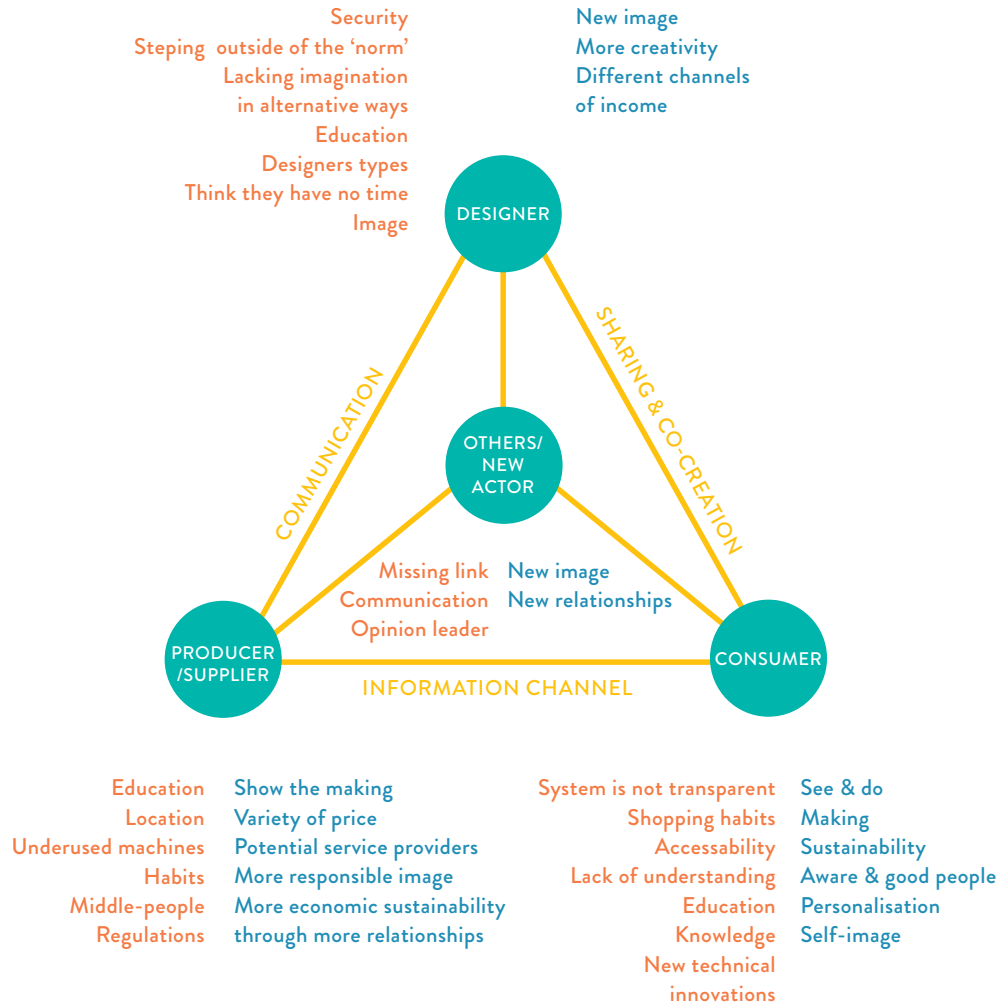 Security
Steping outside of the ‘norm’
Lacking imagination
in alternative ways
Education
Designers types
Think they have no time
Image
New image
More creativity
Different channels
of income
DESIGNER
COMMUNICATION
SHARING & CO-CREATION
OTHERS/
NEW
ACTOR
Missing link
Communication
Opinion leader
New image
New relationships
PRODUCER
/SUPPLIER
CONSUMER
INFORMATION CHANNEL
Education
Location
Underused machines
Habits
Middle-people
Regulations
Show the making
Variety of price
Potential service providers
More responsible image
More economic sustainability
through more relationships
System is not transparent
Shopping habits
Accessability
Lack of understanding
Education
Knowledge
New technical
innovations
See & do
Making
Sustainability
Aware & good people
Personalisation
Self-image